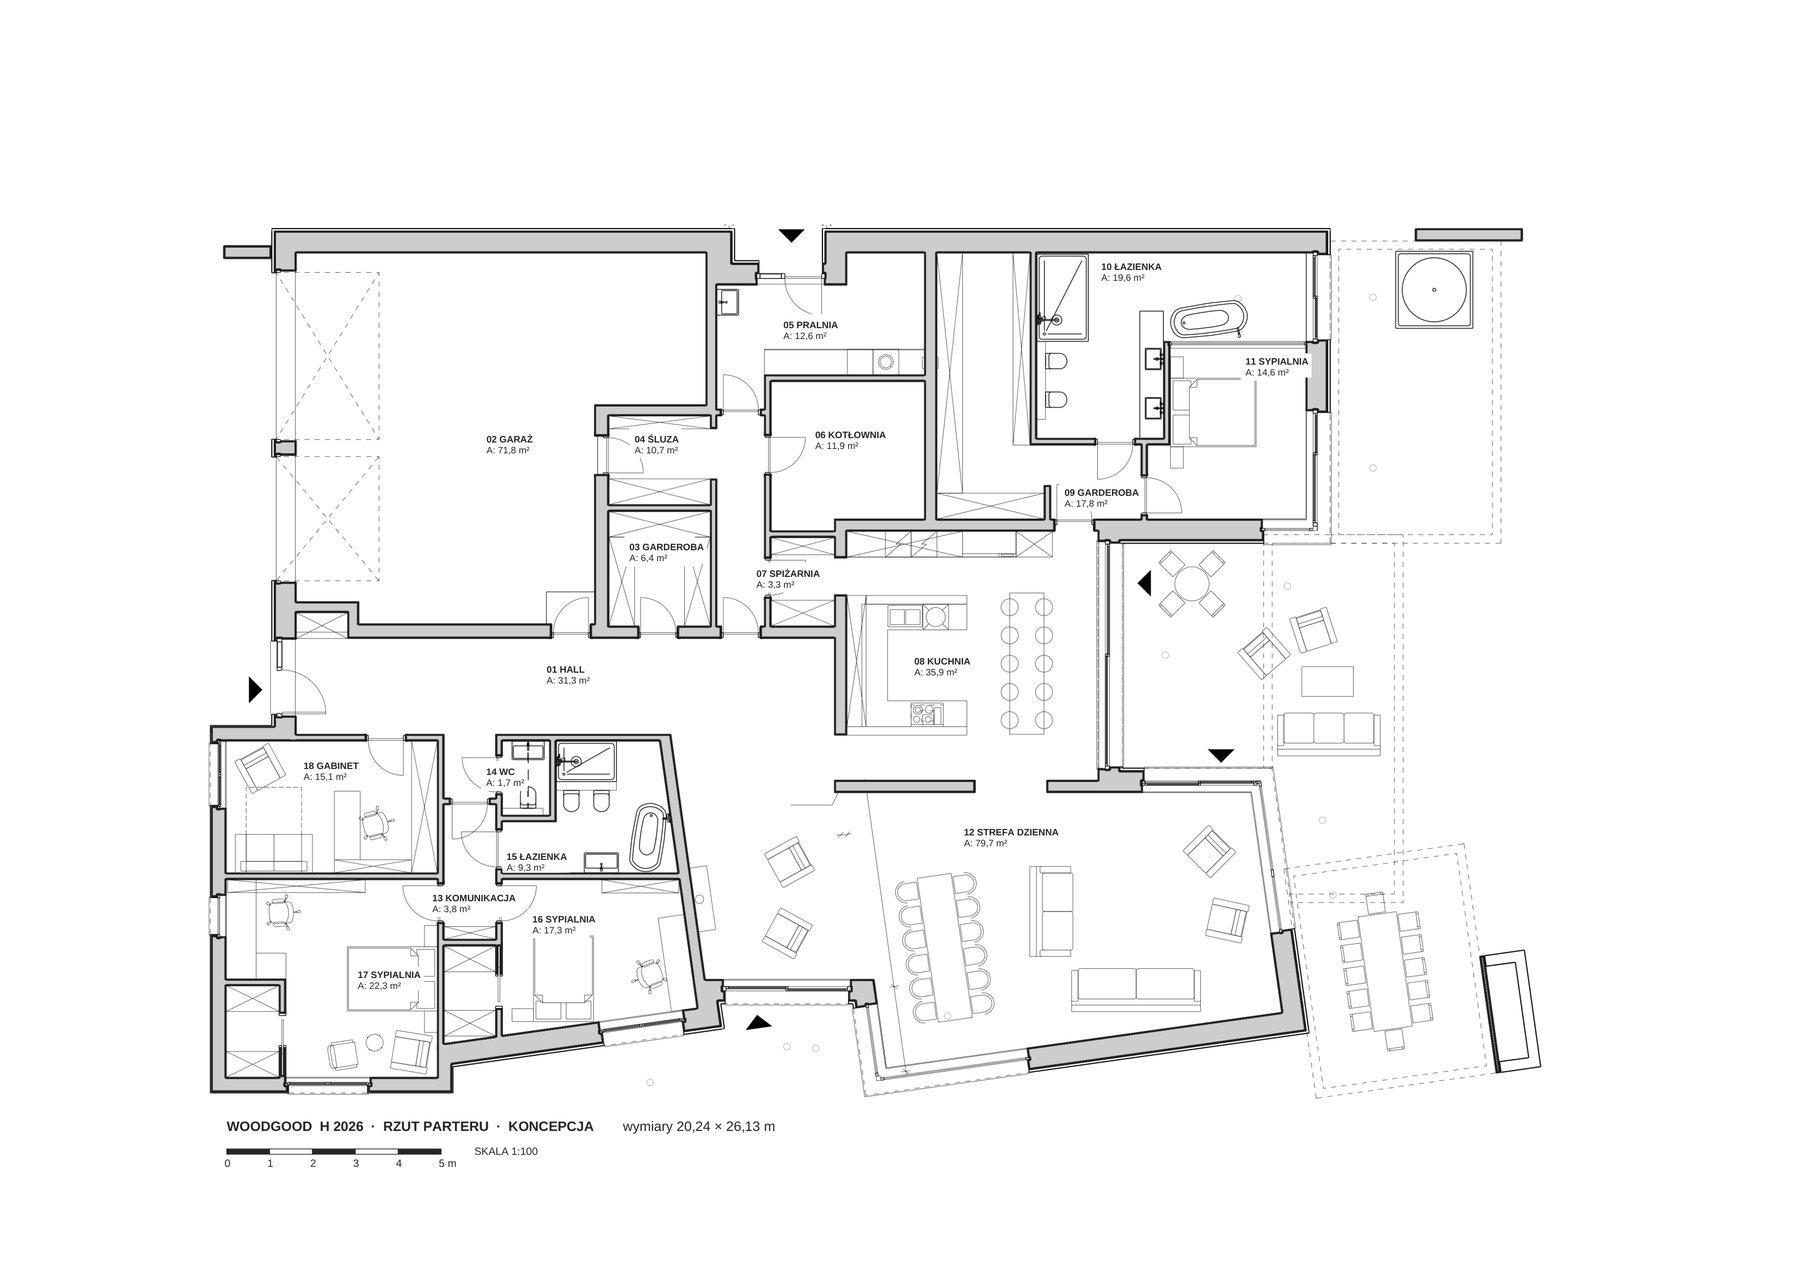 10 ŁAZIENKA
A: 19,6 m²
05 PRALNIA
A: 12,6 m²
11 SYPIALNIA
A: 14,6 m²
02 GARAŻ
A: 71,8 m²
04 ŚLUZA
A: 10,7 m²
06 KOTŁOWNIA
A: 11,9 m²
09 GARDEROBA
A: 17,8 m²
03 GARDEROBA
A: 6,4 m²
07 SPIŻARNIA
A: 3,3 m²
01 HALL
A: 31,3 m²
08 KUCHNIA
A: 35,9 m²
18 GABINET
A: 15,1 m²
14 WC
A: 1,7 m²
12 STREFA DZIENNA
A: 79,7 m²
15 ŁAZIENKA
A: 9,3 m²
13 KOMUNIKACJA
A: 3,8 m²
16 SYPIALNIA
A: 17,3 m²
17 SYPIALNIA
A: 22,3 m²
WOODGOOD H 2026 · RZUT PARTERU · KONCEPCJA wymiary 20,24 × 26,13 m
SKALA 1:100
0 1 2 3 4 5 m